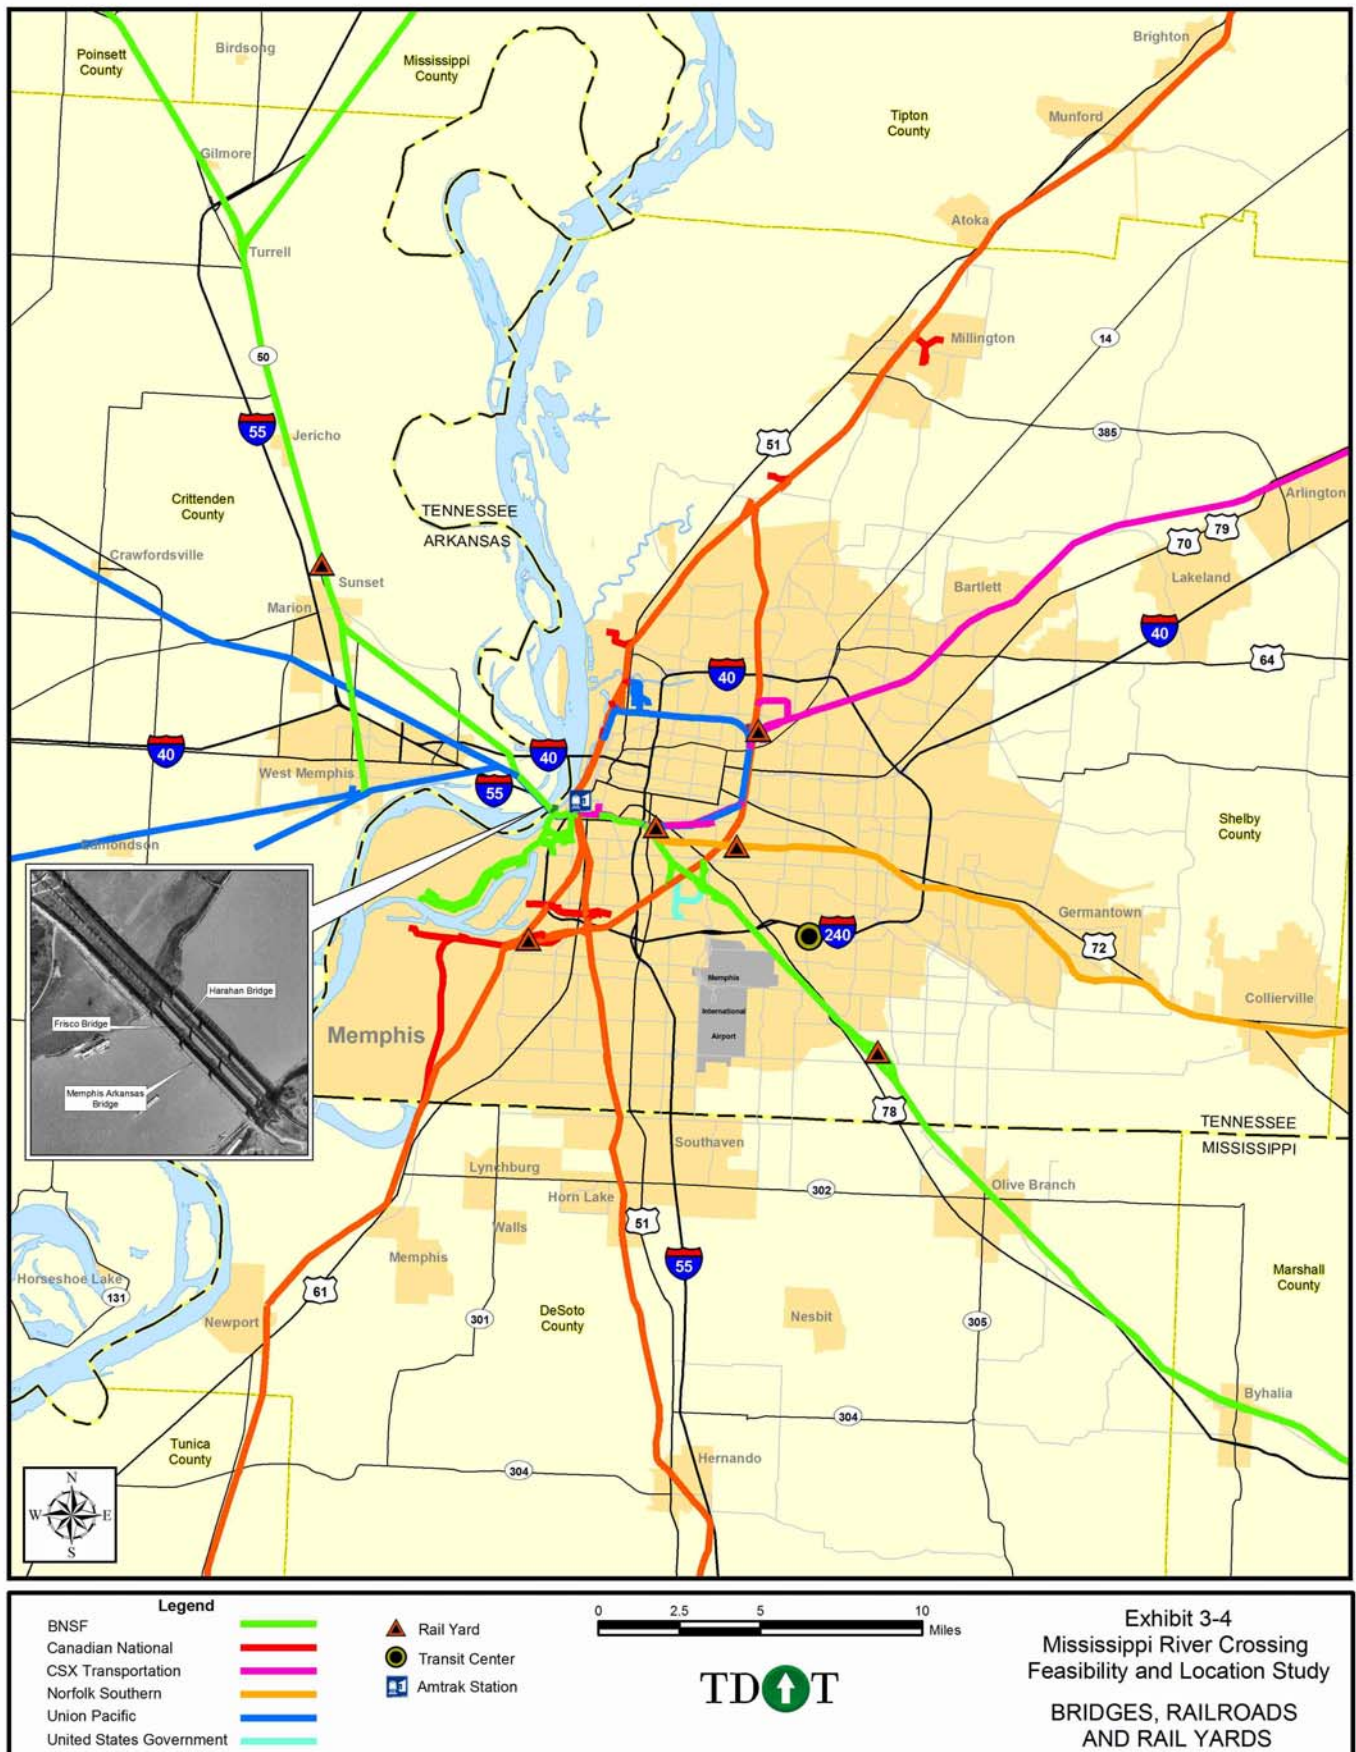 Poinsett
County
Birdsong
Mississippi
County
Brighton
Tipton
County
Munford
Gilmore
Atoka
Turrell
50
Millington
14
55
Jericho
51
385
Crittenden
County
TENNESSEE
ARKANSAS
Arlington
79
70
Crawfordsville
Sunset
Bartlett
Lakeland
Marion
40
64
40
40
40
West Memphis
55
Shelby
County
Edmondson
Germantown
240
72
Memphis
International
Airport
Collierville
Harahan Bridge
Frisco Bridge
Memphis Arkansas
Bridge
Memphis
78
TENNESSEE
MISSISSIPPI
Southaven
Lynchburg
Horn Lake
302
Olive Branch
Walls
51
Memphis
55
Horseshoe Lake
131
61
Marshall
County
Newport
301
DeSoto
County
Nesbit
305
Byhalia
304
Tunica
County
304
Hernando
N
W E
S
Legend
BNSF
Canadian National
CSX Transportation
Norfolk Southern
Union Pacific
United States Government
Rail Yard
Transit Center
Amtrak Station
0 2.5 5 10
Miles
TDOT
Exhibit 3-4
Mississippi River Crossing
Feasibility and Location Study
BRIDGES, RAILROADS
AND RAIL YARDS